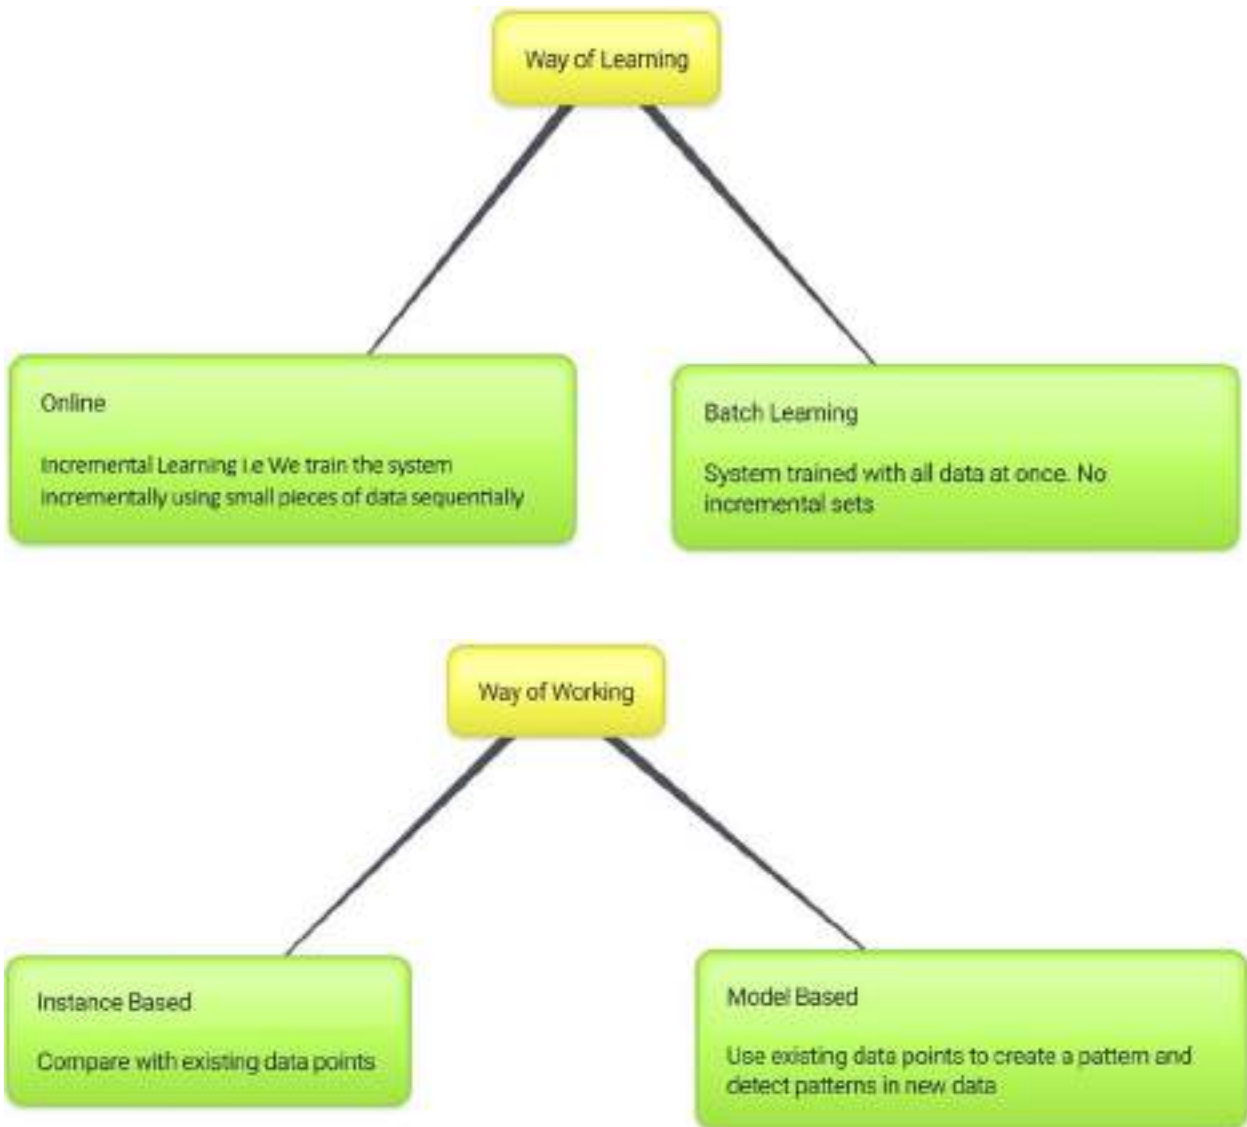 Way of Learning
Online
Incremental Learning i.e We train the system
incrementally using small pieces of data sequentially
Batch Learning
System trained with all data at once. No
incremental sets
Way of Working
Instance Based
Compare with existing data points
Model Based
Use existing data points to create a pattern and
detect patterns in new data